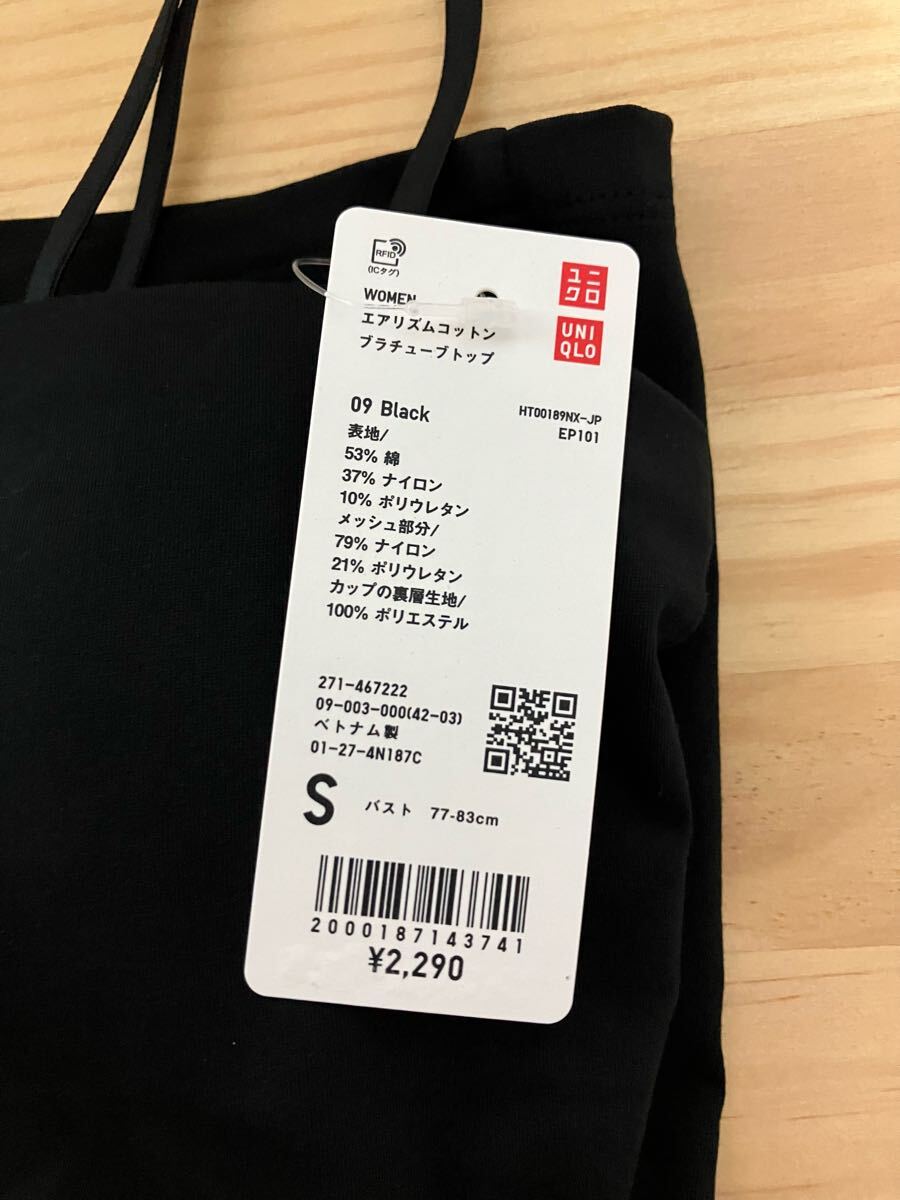 RFID
(ICタグ)
ユニ
クロ
UNI
QLO
WOMEN
エアリズムコットン
ブラチューブトップ
09 Black
HT00189NX-JP
EP101
表地/
53% 綿
37% ナイロン
10% ポリウレタン
メッシュ部分/
79% ナイロン
21% ポリウレタン
カップの裏層生地/
100% ポリエステル
271-467222
09-003-000(42-03)
ベトナム製
01-27-4N187C
S バスト 77-83cm
2000187143741
¥2,290